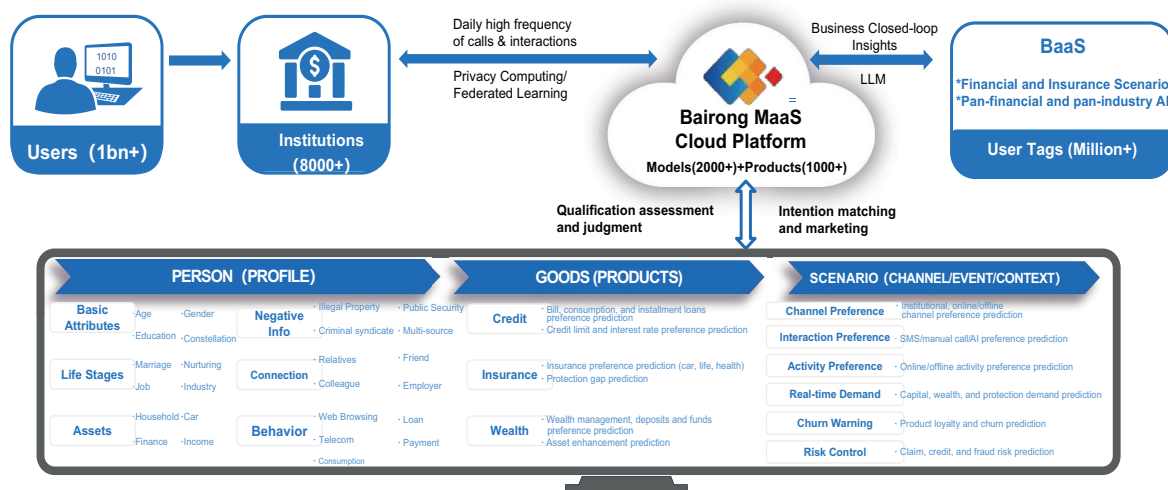 1010
0101
Users（1bn+）
Institutions
(8000+)
Daily high frequency
of calls & interactions
Privacy Computing/
Federated Learning
Bairong MaaS
Cloud Platform
Models(2000+)+Products(1000+)
Business Closed-loop
Insights
LLM
BaaS
*Financial and Insurance Scenario
*Pan-financial and pan-industry AI
User Tags (Million+)
Qualification assessment
and judgment
Intention matching
and marketing
PERSON（PROFILE）
Basic
Attributes
·Age
·Gender
·Education
·Constellation
Negative
Info
· Illegal Property
· Public Security
· Criminal syndicate
· Multi-source
Life Stages
·Marriage
·Nurturing
·Job
·Industry
Connection
· Relatives
· Friend
· Colleague
· Employer
Assets
·Household
·Car
·Finance
·Income
Behavior
· Web Browsing
· Loan
· Telecom
· Payment
· Consumption
GOODS (PRODUCTS)
Credit
· Bill, consumption, and installment loans
preference prediction
· Credit limit and interest rate preference prediction
Insurance
· Insurance preference prediction (car, life, health)
· Protection gap prediction
Wealth
· Wealth management, deposits and funds
preference prediction
· Asset enhancement prediction
SCENARIO（CHANNEL/EVENT/CONTEXT）
Channel Preference
· Institutional, online/offline
channel preference prediction
Interaction Preference
· SMS/manual call/AI preference prediction
Activity Preference
· Online/offline activity preference prediction
Real-time Demand
· Capital, wealth, and protection demand prediction
Churn Warning
· Product loyalty and churn prediction
Risk Control
· Claim, credit, and fraud risk prediction